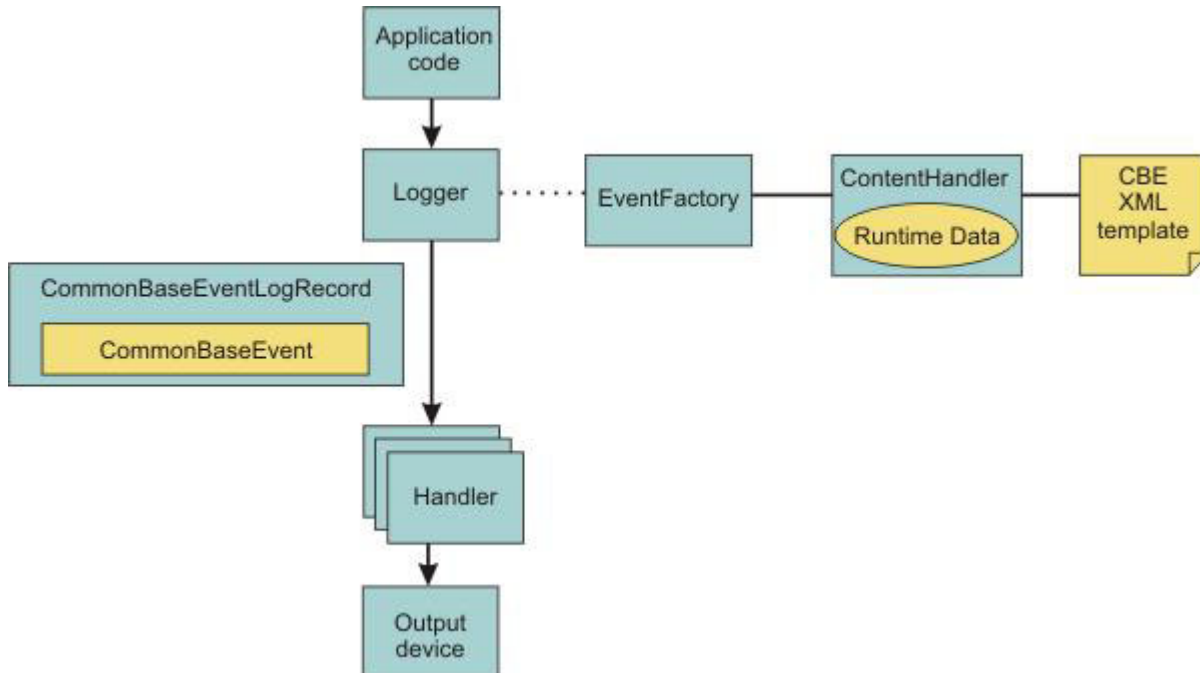 Application
code
Logger
EventFactory
ContentHandler
Runtime Data
CBE
XML
template
CommonBaseEventLogRecord
CommonBaseEvent
Handler
Output
device